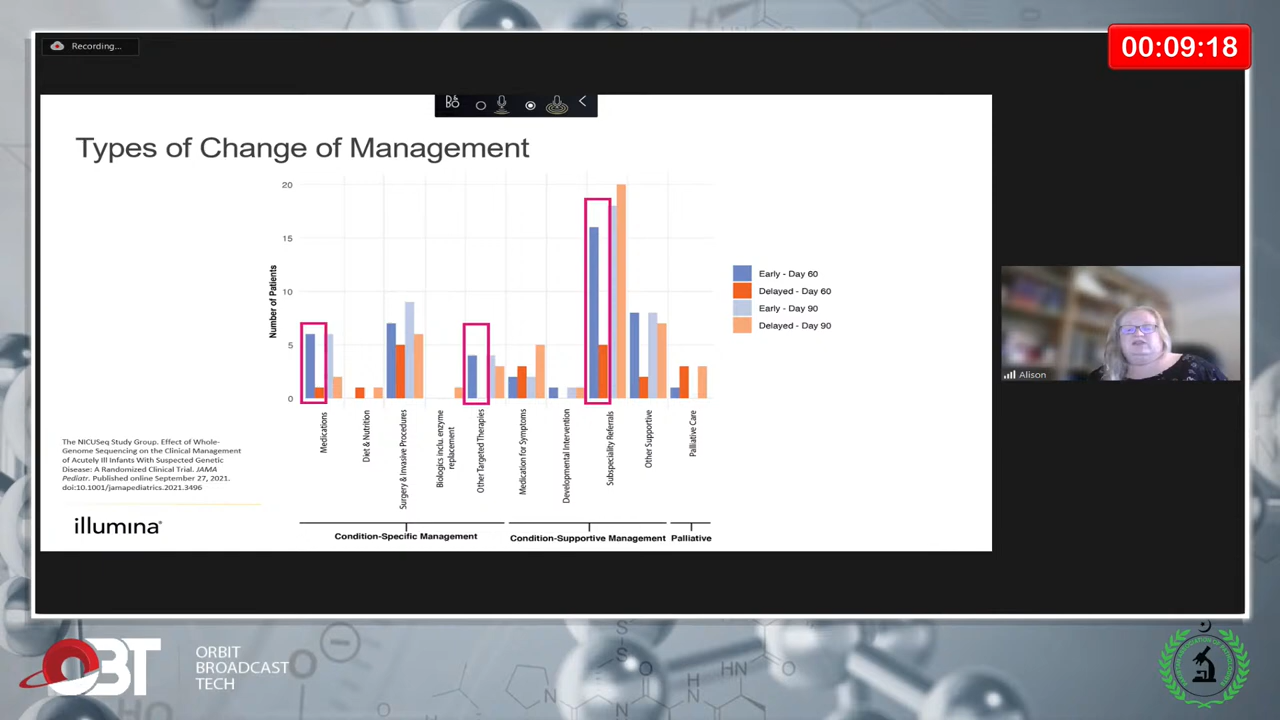 Recording...
00:09:18
Types of Change of Management
20
15
10
5
0
Number of Patients
Early - Day 60
Delayed - Day 60
Early - Day 90
Delayed - Day 90
Medications
Diet & Nutrition
Surgery & Invasive Procedures
Biologics inclu. enzyme
replacement
Other Targeted Therapies
Medication for Symptoms
Developmental Intervention
Subspeciality Referrals
Other Supportive
Palliative Care
Condition-Specific Management
Condition-Supportive Management
Palliative
The NICUSeq Study Group. Effect of Whole-
Genome Sequencing on the Clinical Management
of Acutely Ill Infants With Suspected Genetic
Disease: A Randomized Clinical Trial. JAMA
Pediatr. Published online September 27, 2021.
doi:10.1001/jamapediatrics.2021.3496
illumına®
Alison
OBT
ORBIT
BROADCAST
TECH